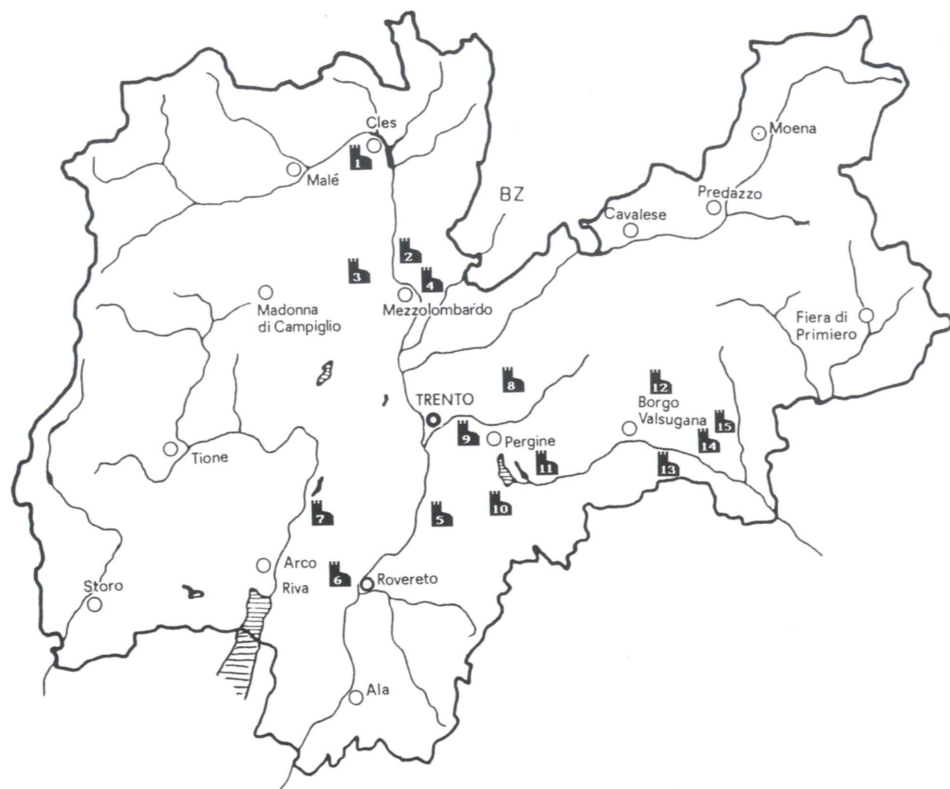 Cles
1
Moena
Malé
BZ
Predazzo
Cavalese
2
3
4
Madonna
di Campiglio
Mezzolombardo
Fiera di
Primiero
8
12
TRENTO
Borgo
Valsugana
15
9
Pergine
14
Tione
11
13
10
7
5
Arco
6
Rovereto
Riva
Storo
Ala